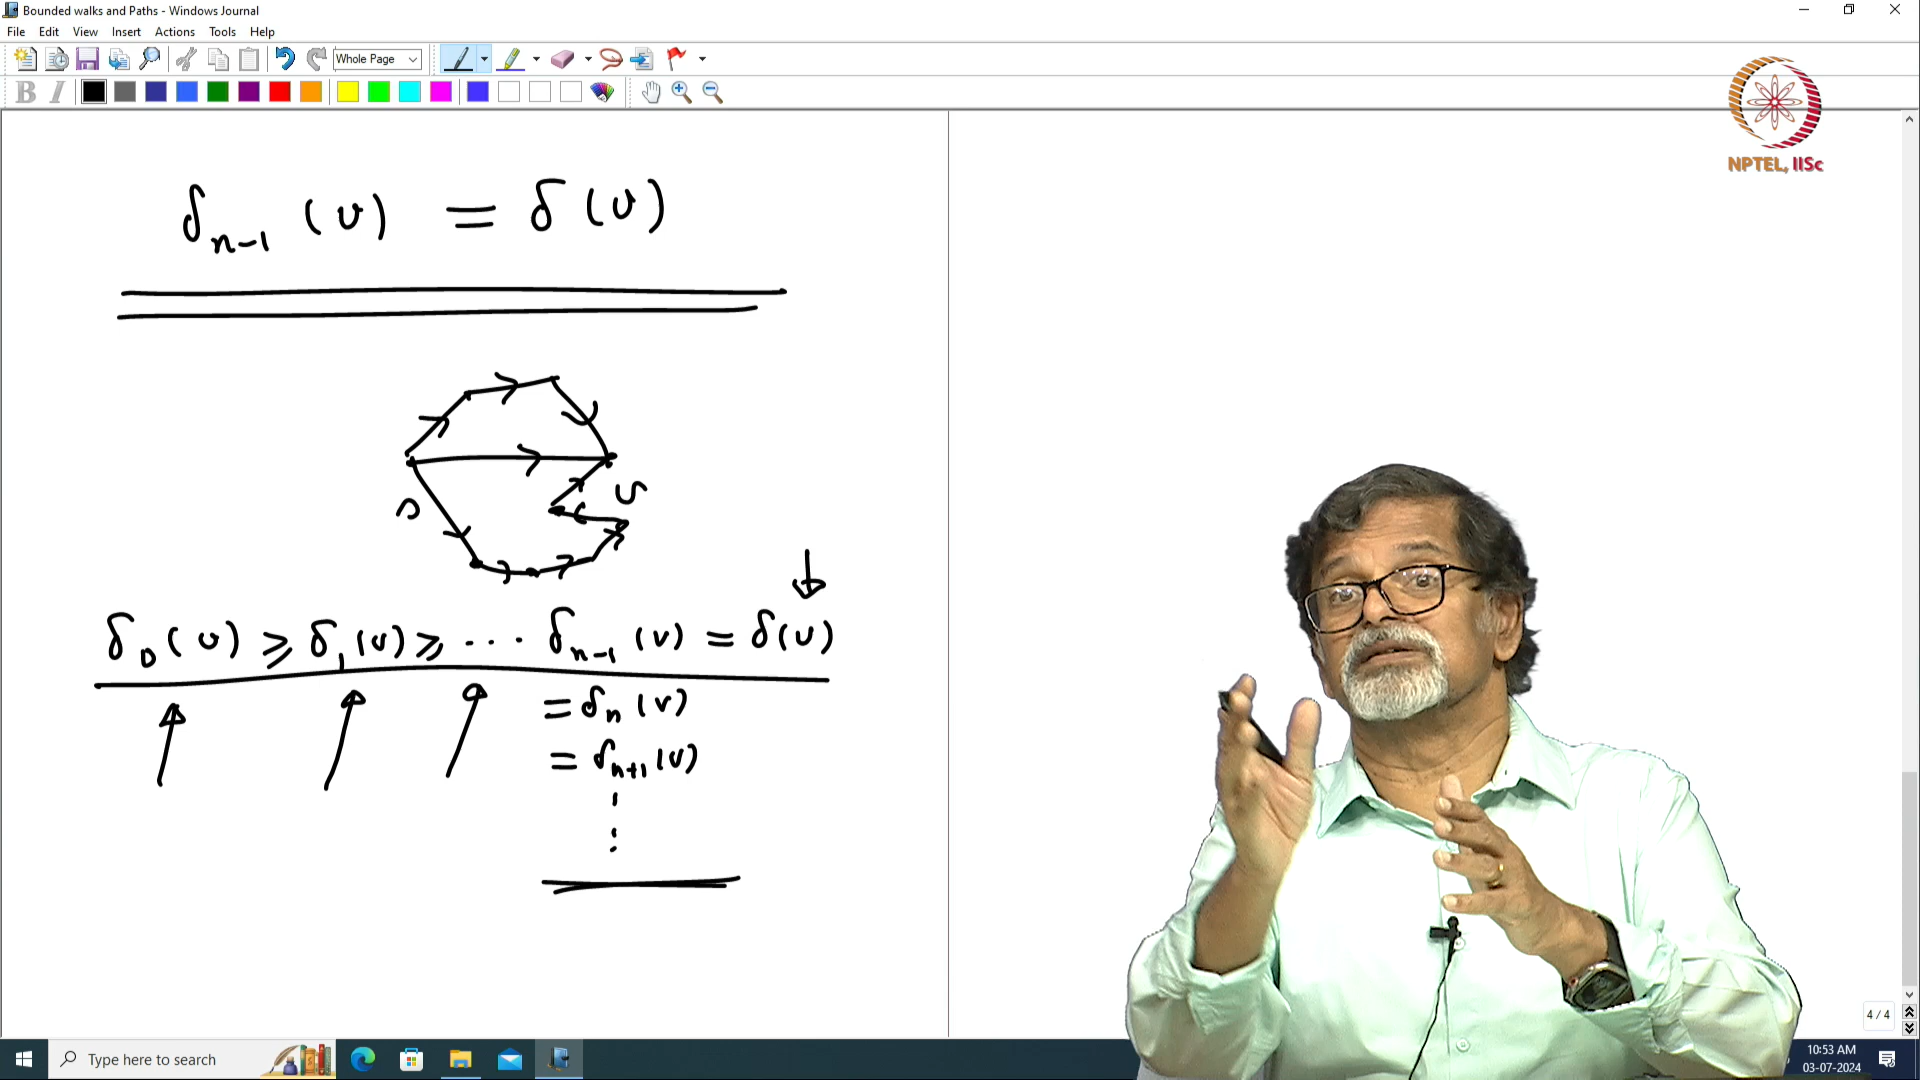 Bounded walks and Paths - Windows Journal
File Edit View Insert Actions Tools Help
Whole Page
B I
NPTEL, IISc
δₙ₋₁ (v) = δ(v)
s
v
δ₀(v) ⩾ δ₁(v) ⩾ ... δₙ₋₁(v) = δ(v)
= δₙ(v)
= δₙ₊₁(v)
4 / 4
Type here to search
10:53 AM
03-07-2024